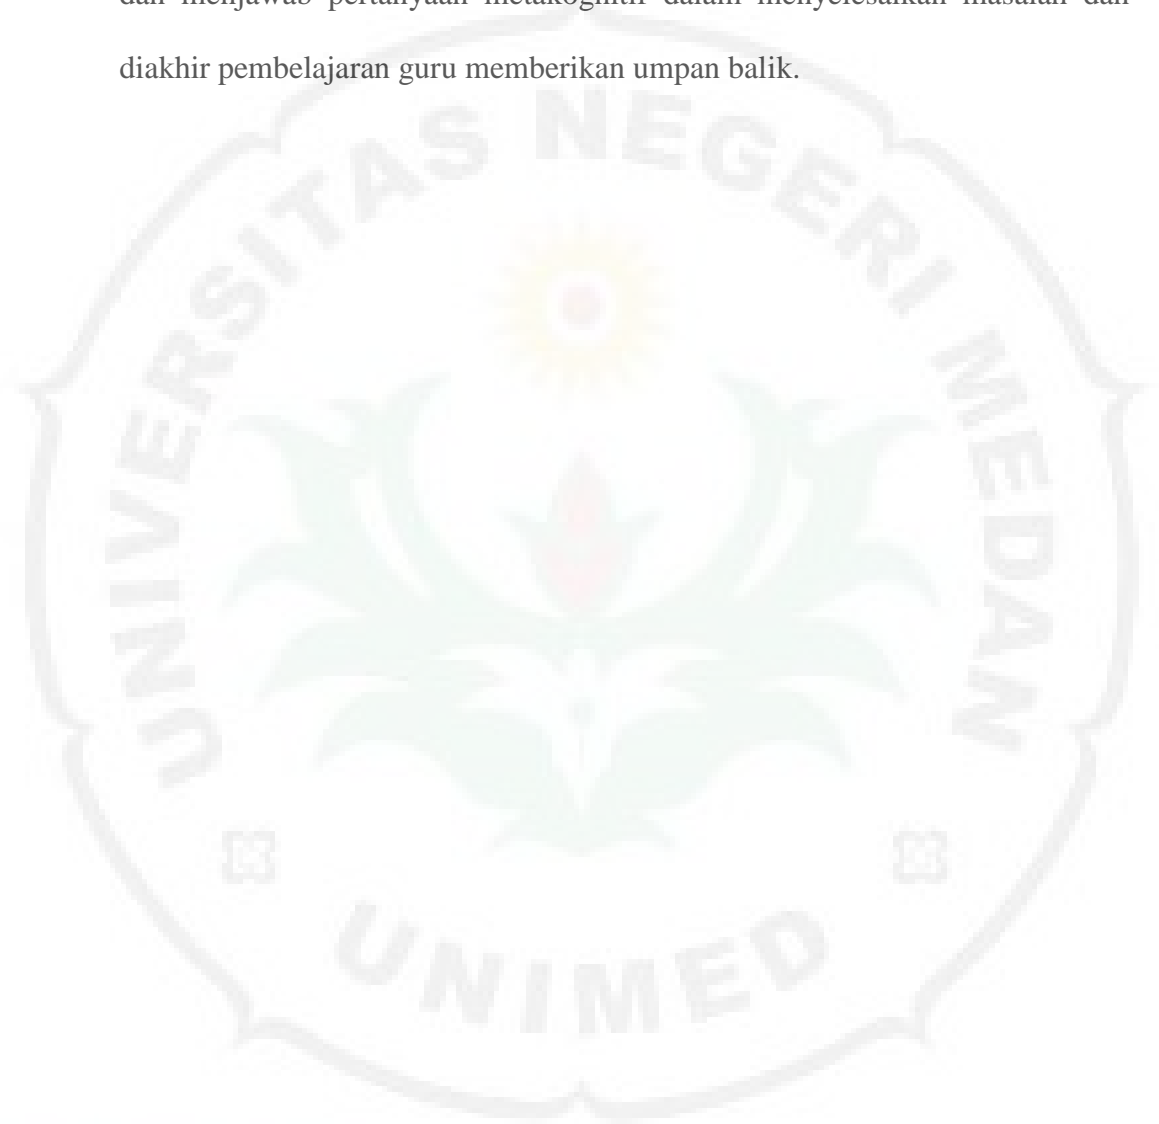 dan menjawab pertanyaan metakognitif dalam menyelesaikan masalah dan
diakhir pembelajaran guru memberikan umpan balik.
UNIVERSITAS NEGERI MEDAN
UNIMED